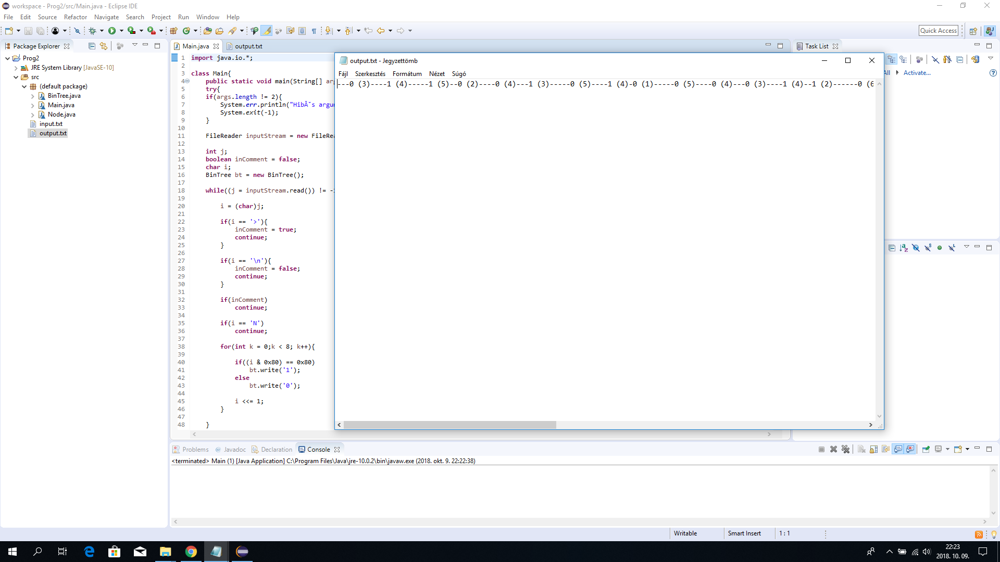 workspace - Prog2/src/Main.java - Eclipse IDE
File Edit Source Refactor Navigate Search Project Run Window Help
Quick Access
Package Explorer
Prog2
JRE System Library [JavaSE-10]
src
(default package)
BinTree.java
Main.java
Node.java
input.txt
output.txt
Main.java output.txt
1 import java.io.*;
2
3 class Main{
4 public static void main(String[] ar
5 try{
6 if(args.length != 2){
7 System.err.println("HibĂˇs argu
8 System.exit(-1);
9 }
10
11 FileReader inputStream = new FileRe
12
13 int j;
14 boolean inComment = false;
15 char i;
16 BinTree bt = new BinTree();
17
18 while((j = inputStream.read()) != -
19
20 i = (char)j;
21
22 if(i == '>'){
23 inComment = true;
24 continue;
25 }
26
27 if(i == '\n'){
28 inComment = false;
29 continue;
30 }
31
32 if(inComment)
33 continue;
34
35 if(i == 'N')
36 continue;
37
38 for(int k = 0;k < 8; k++){
39
40 if((i & 0x80) == 0x80)
41 bt.write('1');
42 else
43 bt.write('0');
44
45 i <<= 1;
46 }
47
48 }
output.txt - Jegyzettömb
Fájl Szerkesztés Formátum Nézet Súgó
---0 (3)----1 (4)-----1 (5)--0 (2)----0 (4)---1 (3)-----0 (5)----1 (4)-0 (1)-----0 (5)----0 (4)---0 (3)----1 (4)--1 (2)------0 (6
Task List
All Activate...
Problems Javadoc Declaration Console
<terminated> Main (1) [Java Application] C:\Program Files\Java\jre-10.0.2\bin\javaw.exe (2018. okt. 9. 22:22:38)
Writable Smart Insert 1 : 1
22:23
2018. 10. 09.